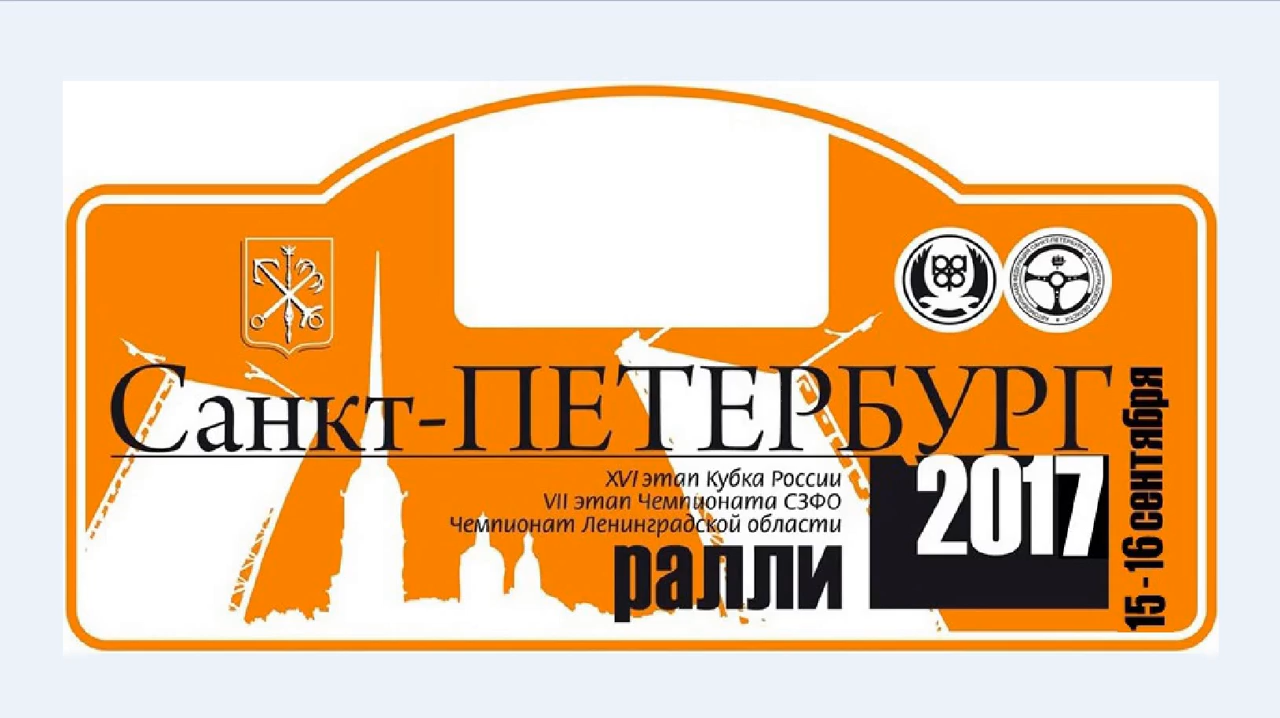 Санкт-ПЕТЕРБУРГ
XVI этап Кубка России
VII этап Чемпионата СЗФО
Чемпионат Ленинградской области
ралли
2017
15 - 16 сентября